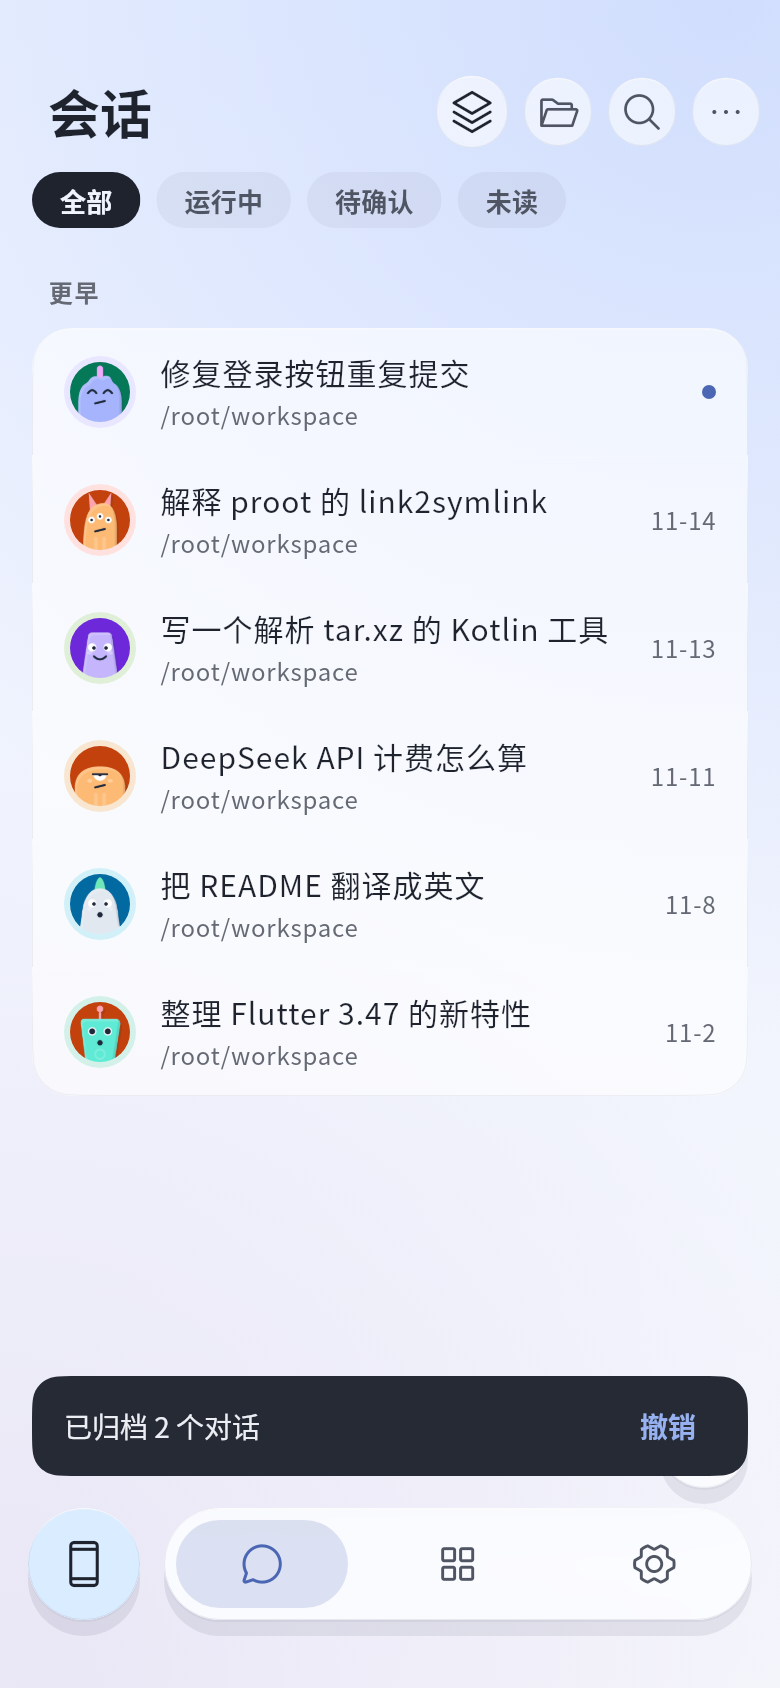 会话
全部
运行中
待确认
未读
更早
修复登录按钮重复提交
/root/workspace
解释 proot 的 link2symlink
/root/workspace
11-14
写一个解析 tar.xz 的 Kotlin 工具
/root/workspace
11-13
DeepSeek API 计费怎么算
/root/workspace
11-11
把 README 翻译成英文
/root/workspace
11-8
整理 Flutter 3.47 的新特性
/root/workspace
11-2
已归档 2 个对话
撤销